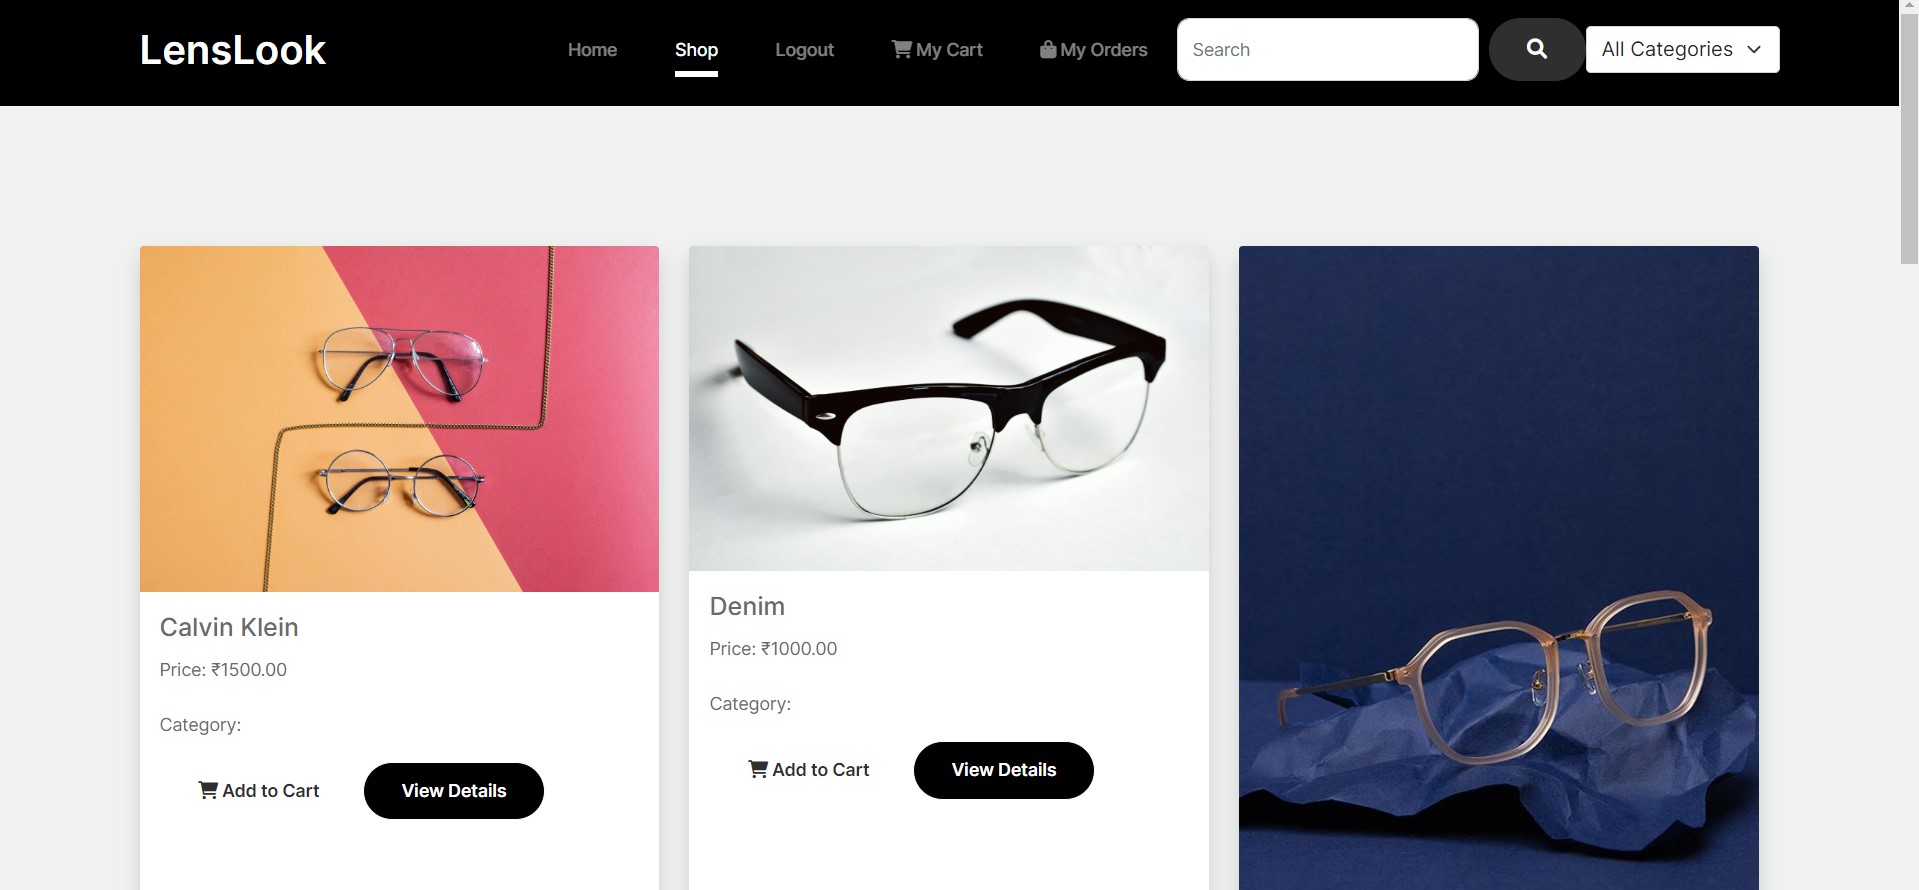 LensLook
Home
Shop
Logout
My Cart
My Orders
Search
All Categories
Calvin Klein
Price: ₹1500.00
Category:
Add to Cart
View Details
Denim
Price: ₹1000.00
Category:
Add to Cart
View Details